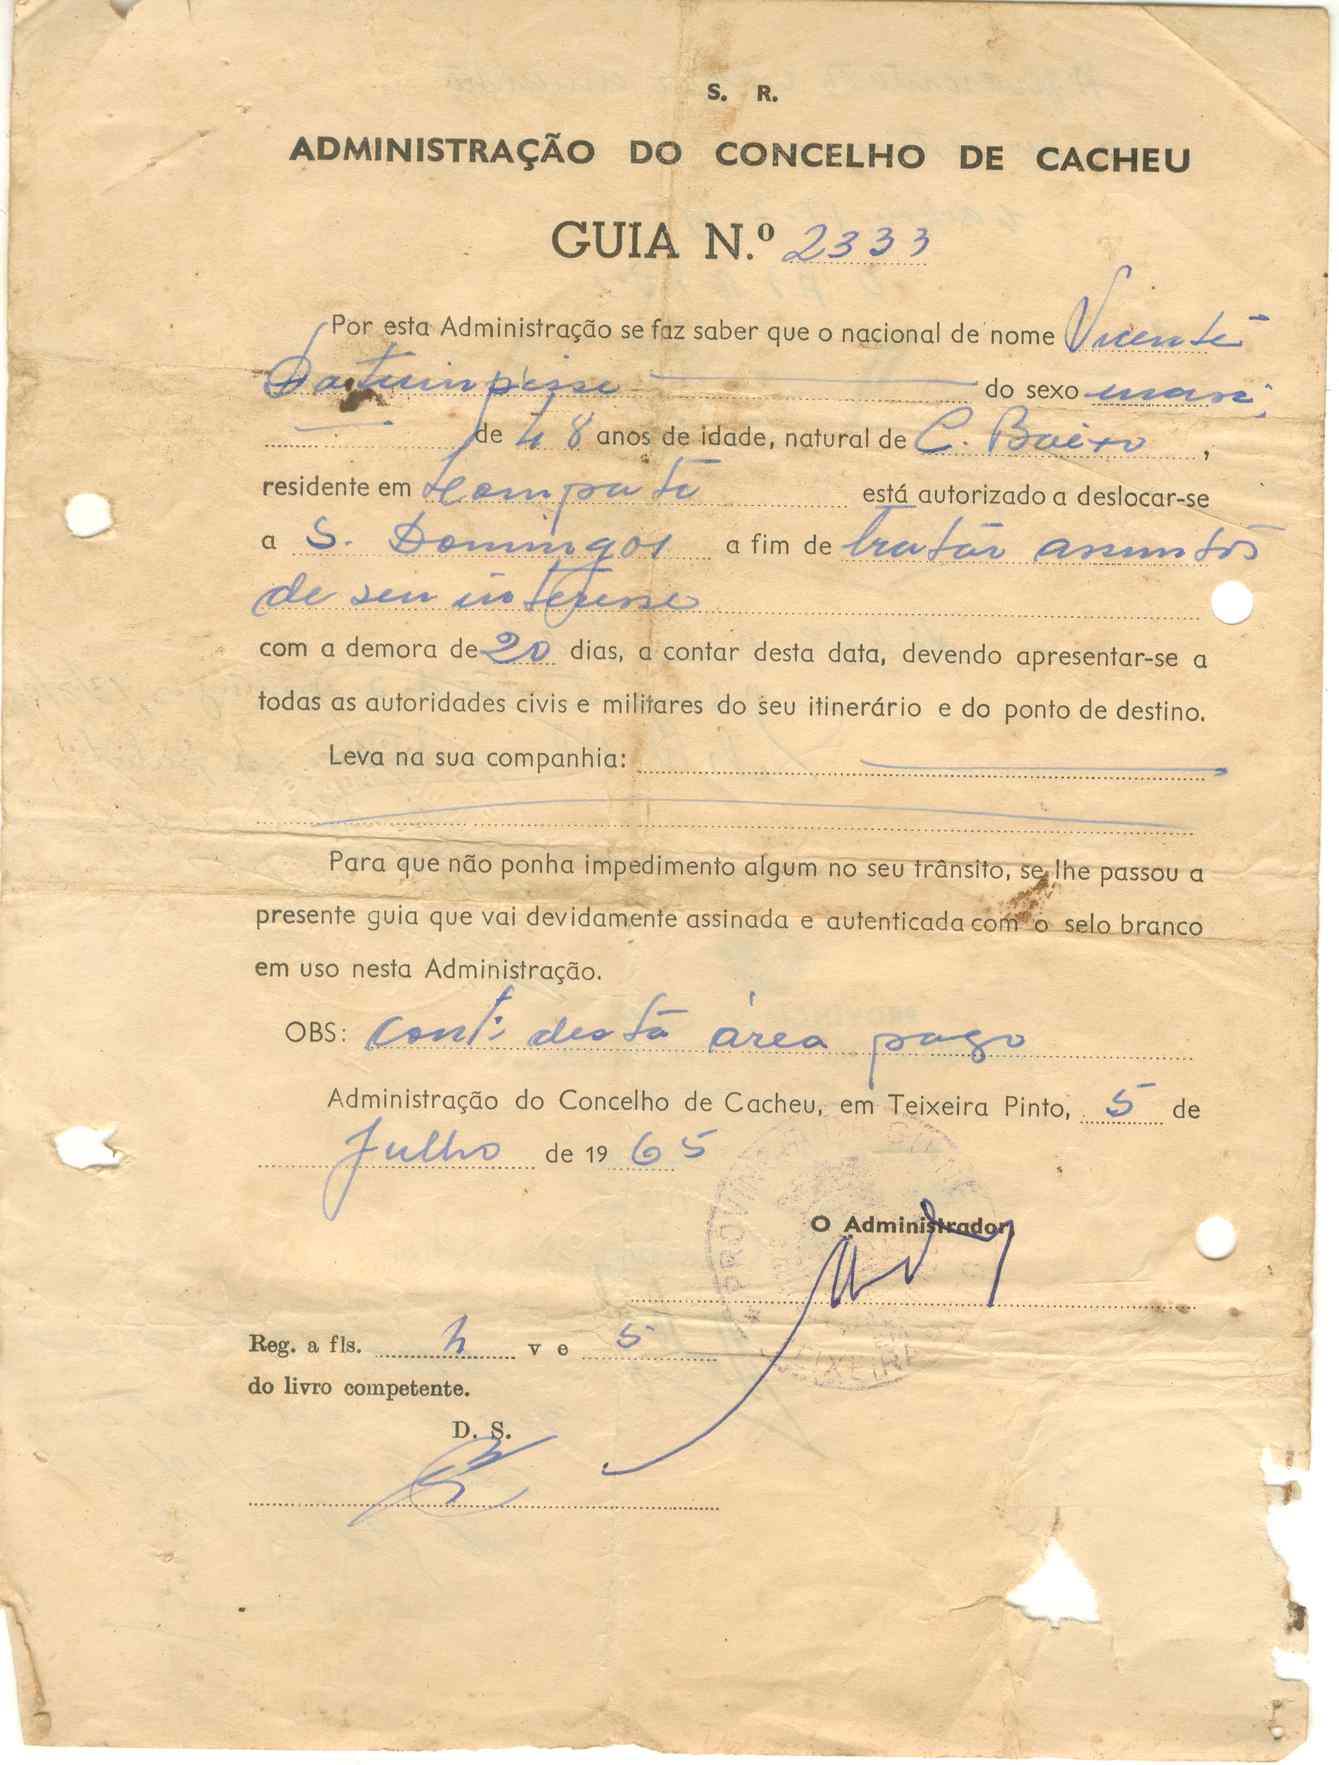 S. R.
ADMINISTRAÇÃO DO CONCELHO DE CACHEU
GUIA N.º 2333
Por esta Administração se faz saber que o nacional de nome Vicente
do sexo masc.
de 48 anos de idade, natural de C. Boixo,
residente em está autorizado a deslocar-se
a S. Domingos a fim de tratar assuntos
de seu interesse
com a demora de 20 dias, a contar desta data, devendo apresentar-se a
todas as autoridades civis e militares do seu itinerário e do ponto de destino.
Leva na sua companhia:
Para que não ponha impedimento algum no seu trânsito, se lhe passou a
presente guia que vai devidamente assinada e autenticada com o selo branco
em uso nesta Administração.
OBS: Conti desta área pago
Administração do Concelho de Cacheu, em Teixeira Pinto, 5 de
Julho de 1965
PROVÍNCIA DA GUINÉ
O Administrador
Reg. a fls. 4 v e 5
do livro competente.
D. S.